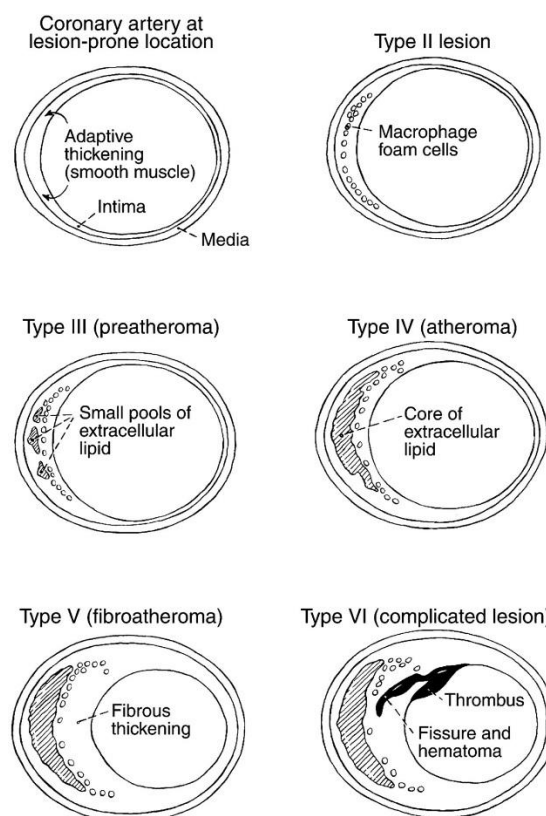 Coronary artery at
lesion-prone location
Adaptive
thickening
(smooth muscle)
Intima
Media
Type II lesion
Macrophage
foam cells
Type III (preatheroma)
Small pools of
extracellular
lipid
Type IV (atheroma)
Core of
extracellular
lipid
Type V (fibroatheroma)
Fibrous
thickening
Type VI (complicated lesion)
Thrombus
Fissure and
hematoma